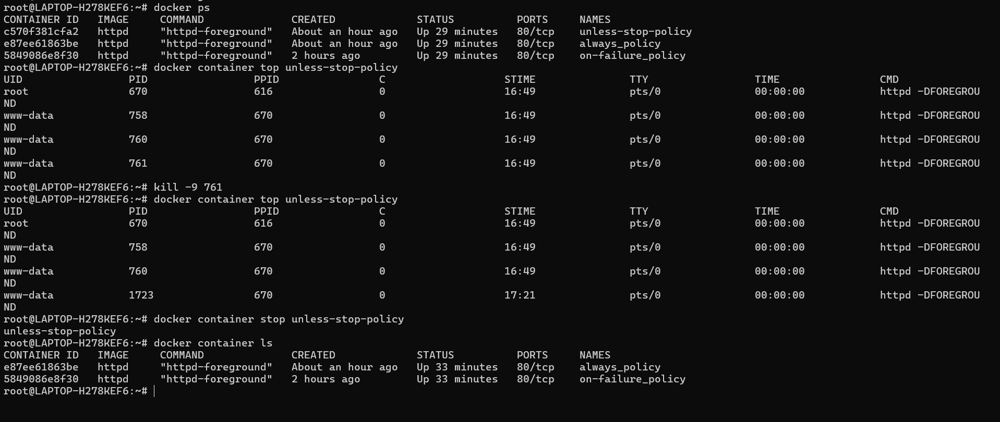 root@LAPTOP-H278KEF6:~# docker ps
CONTAINER ID   IMAGE     COMMAND              CREATED             STATUS          PORTS     NAMES
c570f381cfa2   httpd     "httpd-foreground"   About an hour ago   Up 29 minutes   80/tcp    unless-stop-policy
e87ee61863be   httpd     "httpd-foreground"   About an hour ago   Up 29 minutes   80/tcp    always_policy
5849086e8f30   httpd     "httpd-foreground"   2 hours ago         Up 29 minutes   80/tcp    on-failure_policy
root@LAPTOP-H278KEF6:~# docker container top unless-stop-policy
UID                 PID                 PPID                C                   STIME               TTY                 TIME                CMD
root                670                 616                 0                   16:49               pts/0               00:00:00            httpd -DFOREGROU
ND
www-data            758                 670                 0                   16:49               pts/0               00:00:00            httpd -DFOREGROU
ND
www-data            760                 670                 0                   16:49               pts/0               00:00:00            httpd -DFOREGROU
ND
www-data            761                 670                 0                   16:49               pts/0               00:00:00            httpd -DFOREGROU
ND
root@LAPTOP-H278KEF6:~# kill -9 761
root@LAPTOP-H278KEF6:~# docker container top unless-stop-policy
UID                 PID                 PPID                C                   STIME               TTY                 TIME                CMD
root                670                 616                 0                   16:49               pts/0               00:00:00            httpd -DFOREGROU
ND
www-data            758                 670                 0                   16:49               pts/0               00:00:00            httpd -DFOREGROU
ND
www-data            760                 670                 0                   16:49               pts/0               00:00:00            httpd -DFOREGROU
ND
www-data            1723                670                 0                   17:21               pts/0               00:00:00            httpd -DFOREGROU
ND
root@LAPTOP-H278KEF6:~# docker container stop unless-stop-policy
unless-stop-policy
root@LAPTOP-H278KEF6:~# docker container ls
CONTAINER ID   IMAGE     COMMAND              CREATED             STATUS          PORTS     NAMES
e87ee61863be   httpd     "httpd-foreground"   About an hour ago   Up 33 minutes   80/tcp    always_policy
5849086e8f30   httpd     "httpd-foreground"   2 hours ago         Up 33 minutes   80/tcp    on-failure_policy
root@LAPTOP-H278KEF6:~#